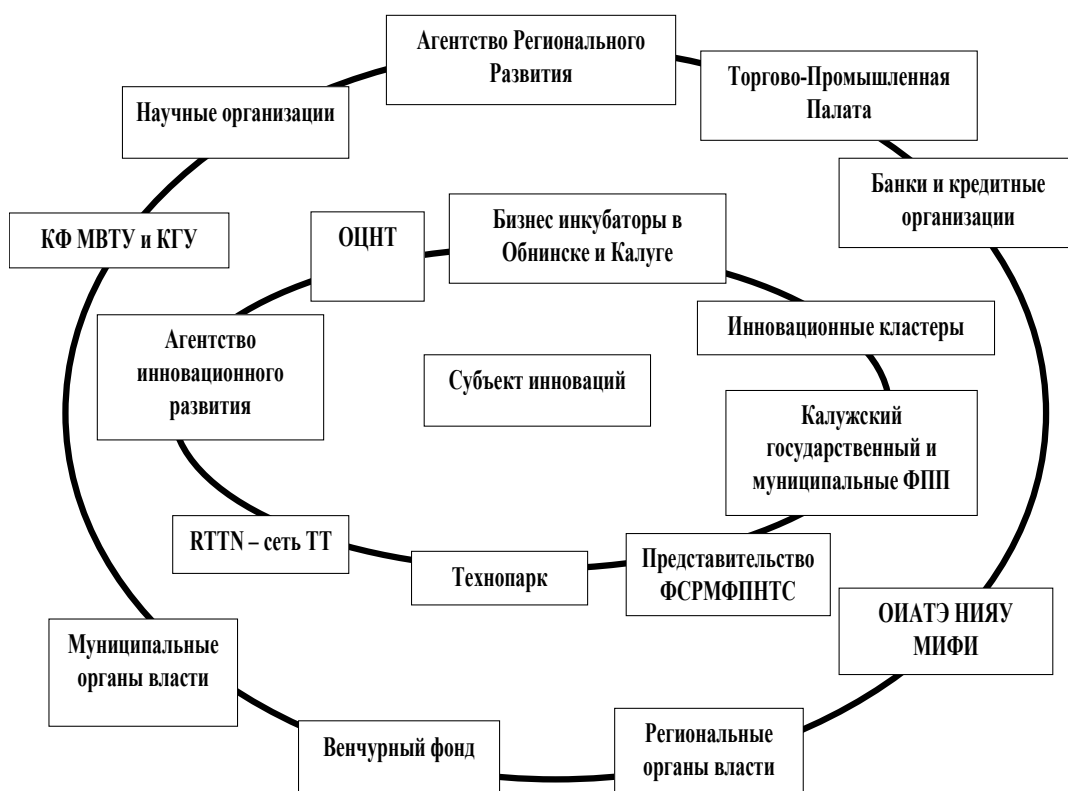 Агентство Регионального
Развития
Торгово-Промышленная
Палата
Научные организации
Банки и кредитные
организации
КФ МВТУ и КГУ
ОЦНТ
Бизнес инкубаторы в
Обнинске и Калуге
Инновационные кластеры
Агентство
инновационного
развития
Субъект инноваций
Калужский
государственный и
муниципальные ФПП
RTTN – сеть ТТ
Технопарк
Представительство
ФСРМФПНТС
ОИАТЭ НИЯУ
МИФИ
Муниципальные
органы власти
Венчурный фонд
Региональные
органы власти